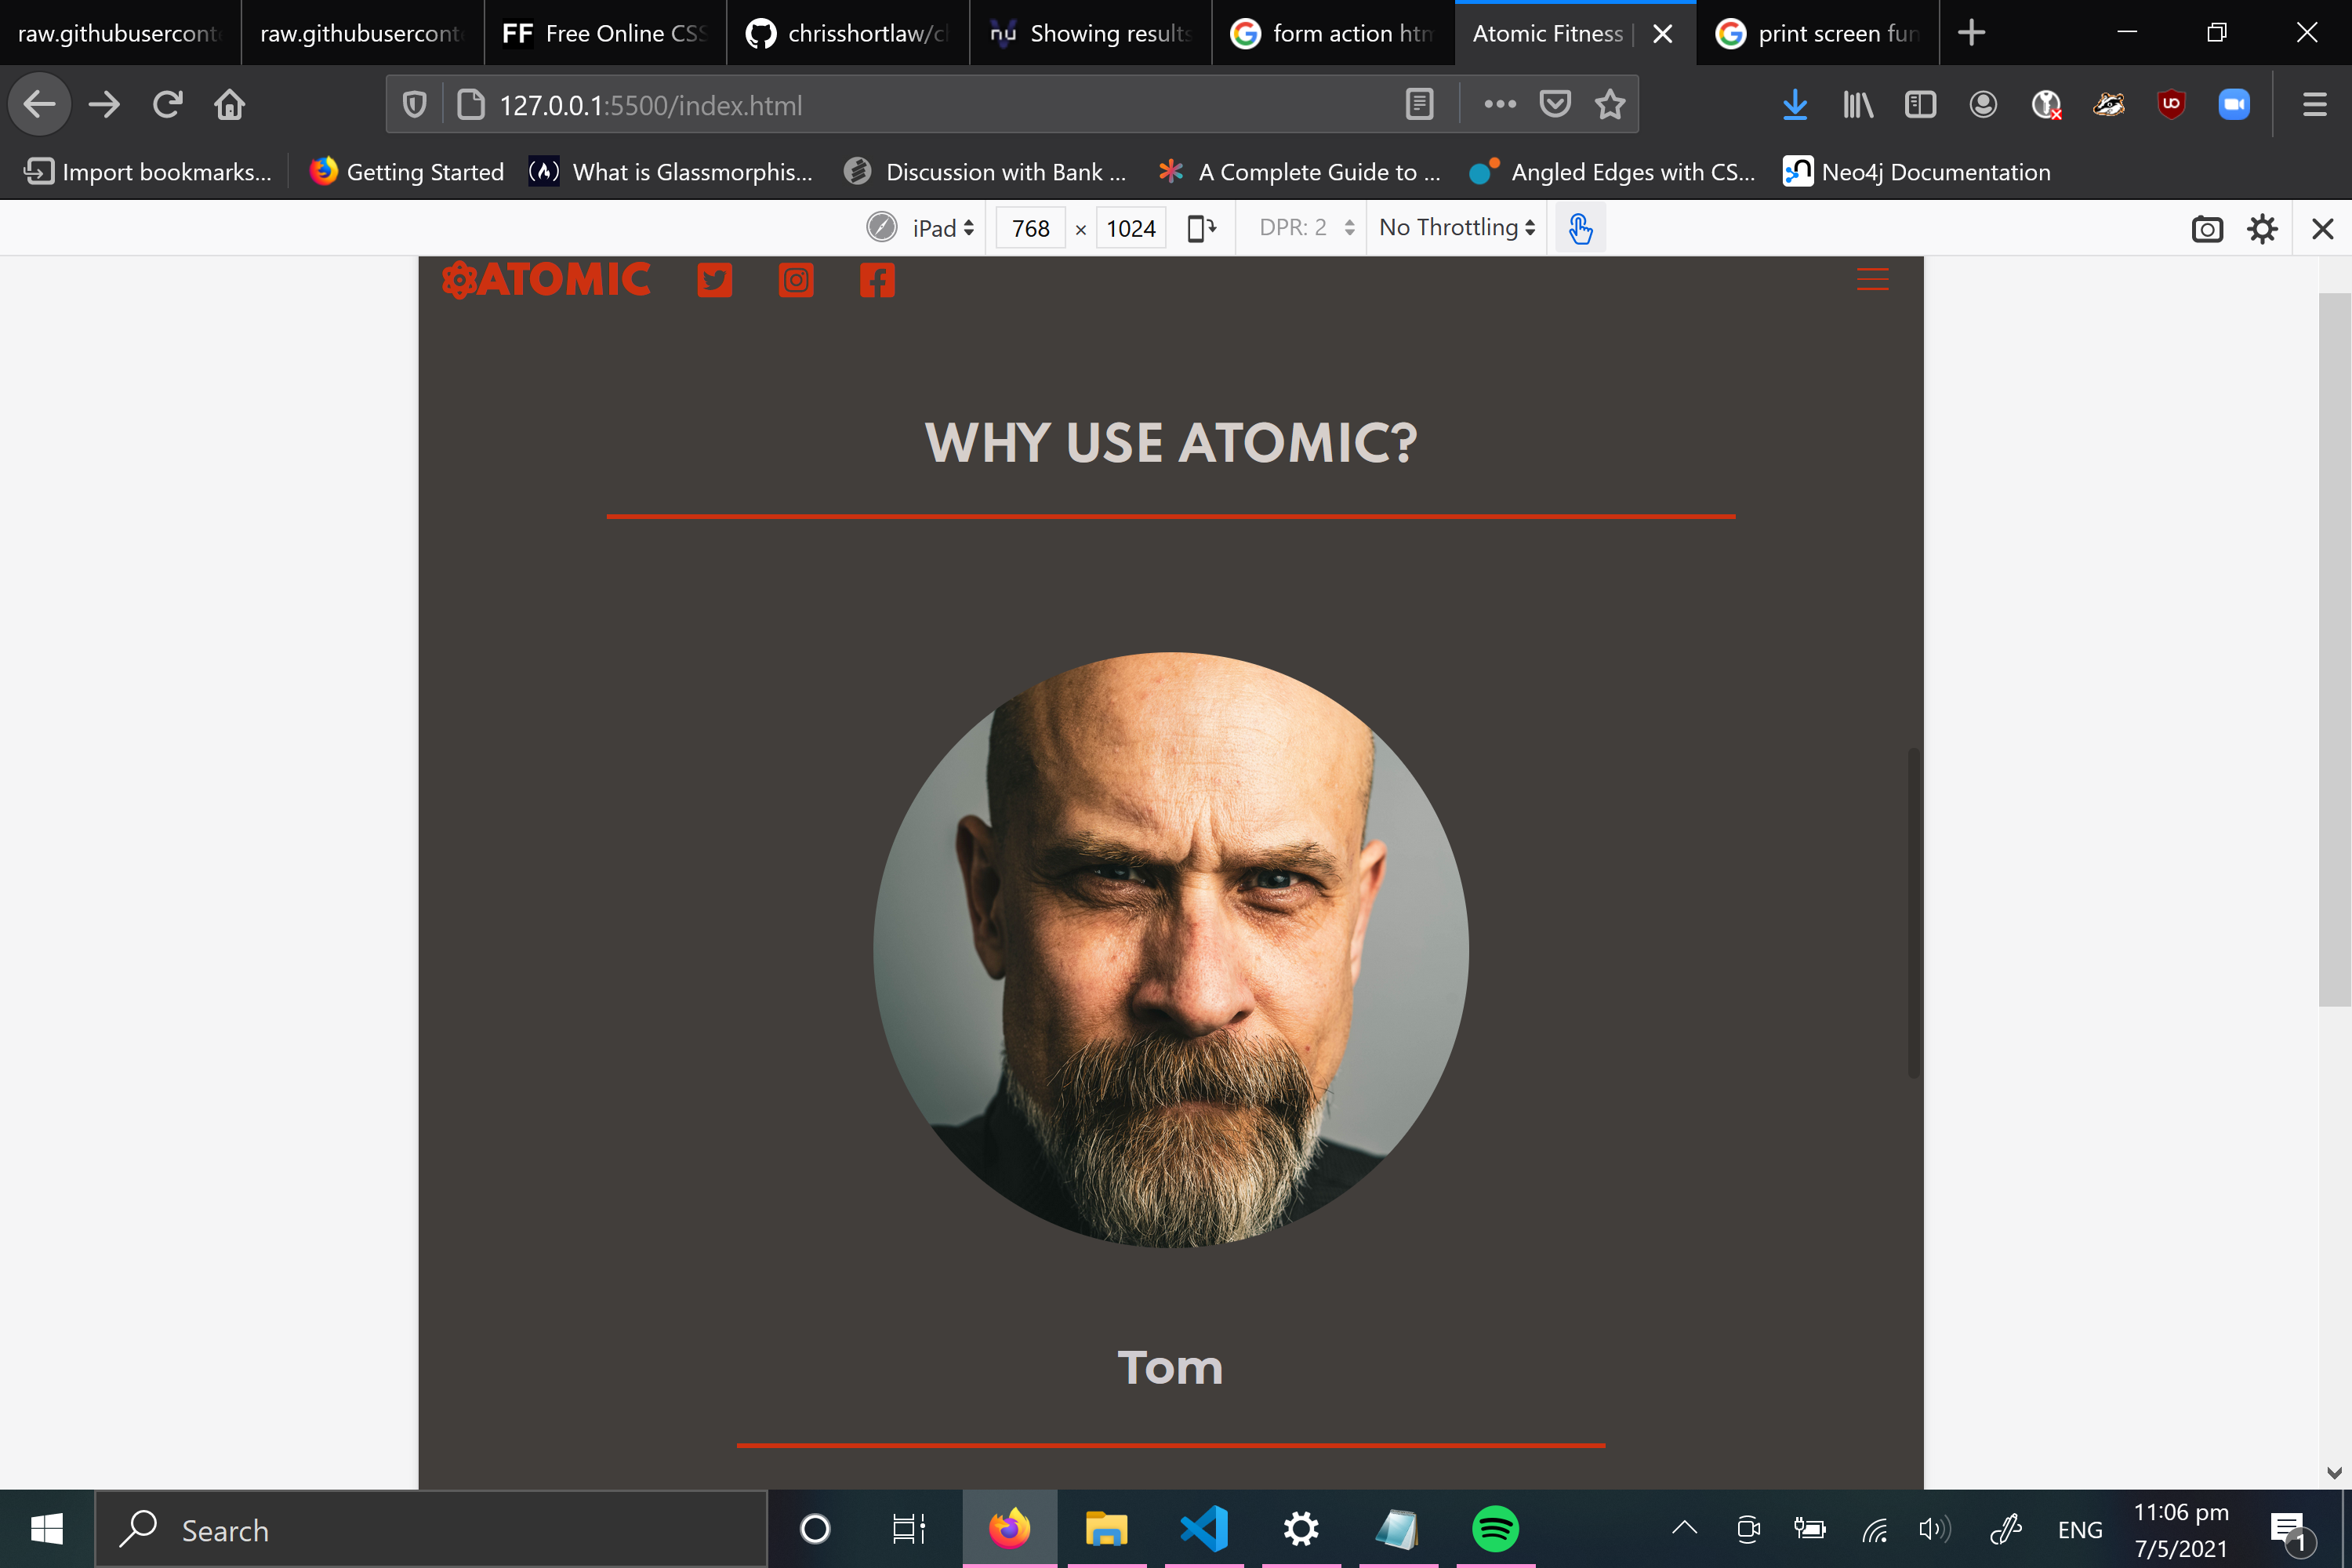 raw.githubuserconte
raw.githubuserconte
FF Free Online CSS
chrisshortlaw/cl
nu Showing results
form action htm
Atomic Fitness |
print screen fun
127.0.0.1:5500/index.html
Import bookmarks...
Getting Started
What is Glassmorphis...
Discussion with Bank ...
A Complete Guide to ...
Angled Edges with CS...
Neo4j Documentation
iPad
768 × 1024
DPR: 2
No Throttling
ATOMIC
WHY USE ATOMIC?
Tom
Search
ENG
11:06 pm
7/5/2021
1